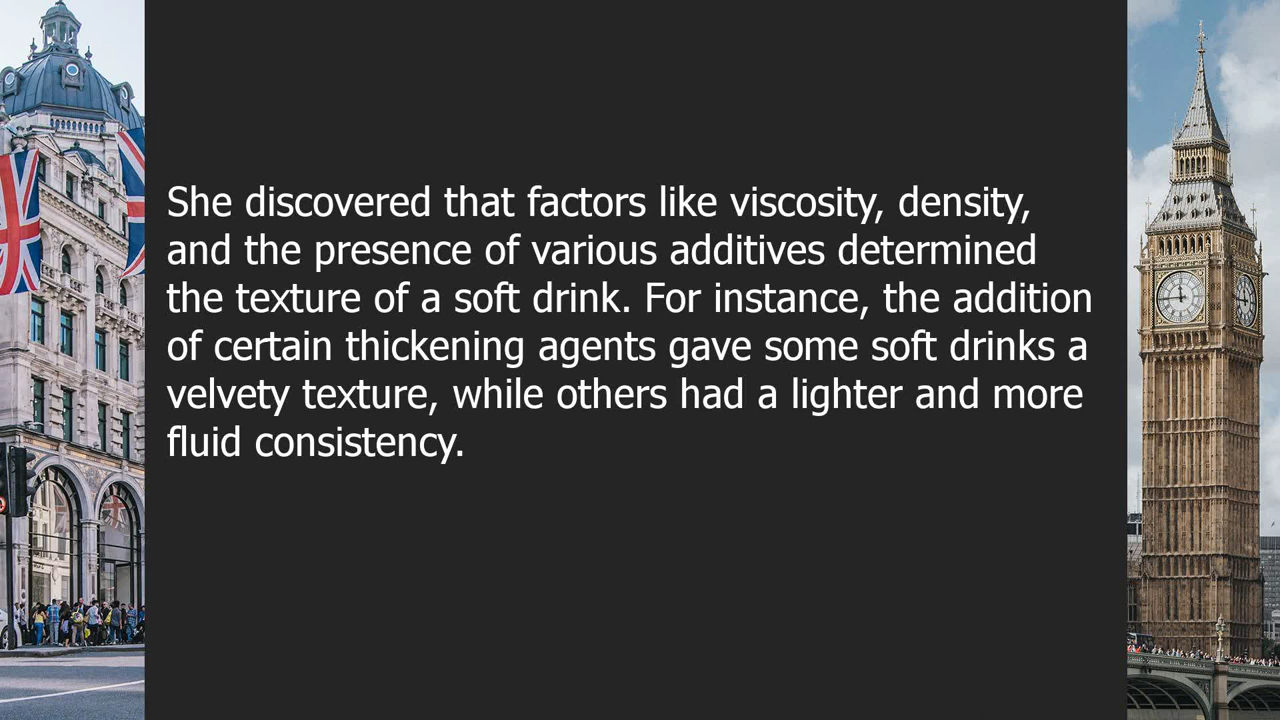 She discovered that factors like viscosity, density,
and the presence of various additives determined
the texture of a soft drink. For instance, the addition
of certain thickening agents gave some soft drinks a
velvety texture, while others had a lighter and more
fluid consistency.